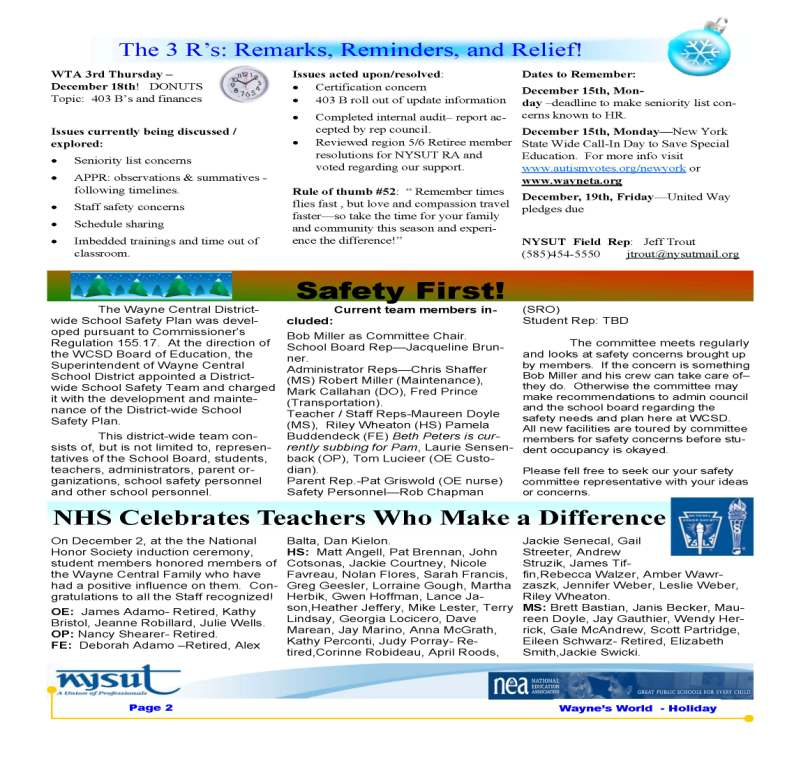 The 3 R's: Remarks, Reminders, and Relief!
WTA 3rd Thursday –
December 18th! DONUTS
Topic: 403 B's and finances
Issues currently being discussed /
explored:
• Seniority list concerns
• APPR: observations & summatives -
following timelines.
• Staff safety concerns
• Schedule sharing
• Imbedded trainings and time out of
classroom.
Issues acted upon/resolved:
• Certification concern
• 403 B roll out of update information
• Completed internal audit– report ac-
cepted by rep council.
• Reviewed region 5/6 Retiree member
resolutions for NYSUT RA and
voted regarding our support.
Rule of thumb #52: “ Remember times
flies fast , but love and compassion travel
faster—so take the time for your family
and community this season and experi-
ence the difference!”
Dates to Remember:
December 15th, Mon-
day –deadline to make seniority list con-
cerns known to HR.
December 15th, Monday—New York
State Wide Call-In Day to Save Special
Education. For more info visit
www.autismvotes.org/newyork or
www.wayneta.org
December, 19th, Friday—United Way
pledges due
NYSUT Field Rep: Jeff Trout
(585)454-5550 jtrout@nysutmail.org
Safety First!
The Wayne Central District-
wide School Safety Plan was devel-
oped pursuant to Commissioner's
Regulation 155.17. At the direction of
the WCSD Board of Education, the
Superintendent of Wayne Central
School District appointed a District-
wide School Safety Team and charged
it with the development and mainte-
nance of the District-wide School
Safety Plan.
This district-wide team con-
sists of, but is not limited to, represen-
tatives of the School Board, students,
teachers, administrators, parent or-
ganizations, school safety personnel
and other school personnel.
Current team members in-
cluded:
Bob Miller as Committee Chair.
School Board Rep—Jacqueline Brun-
ner.
Administrator Reps—Chris Shaffer
(MS) Robert Miller (Maintenance),
Mark Callahan (DO), Fred Prince
(Transportation).
Teacher / Staff Reps-Maureen Doyle
(MS), Riley Wheaton (HS) Pamela
Buddendeck (FE) Beth Peters is cur-
rently subbing for Pam, Laurie Sensen-
back (OP), Tom Lucieer (OE Custo-
dian).
Parent Rep.-Pat Griswold (OE nurse)
Safety Personnel—Rob Chapman
(SRO)
Student Rep: TBD
The committee meets regularly
and looks at safety concerns brought up
by members. If the concern is something
Bob Miller and his crew can take care of–
they do. Otherwise the committee may
make recommendations to admin council
and the school board regarding the
safety needs and plan here at WCSD.
All new facilities are toured by committee
members for safety concerns before stu-
dent occupancy is okayed.
Please fell free to seek our your safety
committee representative with your ideas
or concerns.
NHS Celebrates Teachers Who Make a Difference
On December 2, at the the National
Honor Society induction ceremony,
student members honored members of
the Wayne Central Family who have
had a positive influence on them. Con-
gratulations to all the Staff recognized!
OE: James Adamo- Retired, Kathy
Bristol, Jeanne Robillard, Julie Wells.
OP: Nancy Shearer- Retired.
FE: Deborah Adamo –Retired, Alex
Balta, Dan Kielon.
HS: Matt Angell, Pat Brennan, John
Cotsonas, Jackie Courtney, Nicole
Favreau, Nolan Flores, Sarah Francis,
Greg Geesler, Lorraine Gough, Martha
Herbik, Gwen Hoffman, Lance Ja-
son,Heather Jeffery, Mike Lester, Terry
Lindsay, Georgia Locicero, Dave
Marean, Jay Marino, Anna McGrath,
Kathy Perconti, Judy Porray- Re-
tired,Corinne Robideau, April Roods,
Jackie Senecal, Gail
Streeter, Andrew
Struzik, James Tif-
fin,Rebecca Walzer, Amber Wawr-
zaszk, Jennifer Weber, Leslie Weber,
Riley Wheaton.
MS: Brett Bastian, Janis Becker, Mau-
reen Doyle, Jay Gauthier, Wendy Her-
rick, Gale McAndrew, Scott Partridge,
Eileen Schwarz- Retired, Elizabeth
Smith,Jackie Swicki.
nysut
A Union of Professionals
nea NATIONAL
EDUCATION
ASSOCIATION
GREAT PUBLIC SCHOOLS FOR EVERY CHILD
Page 2
Wayne's World - Holiday